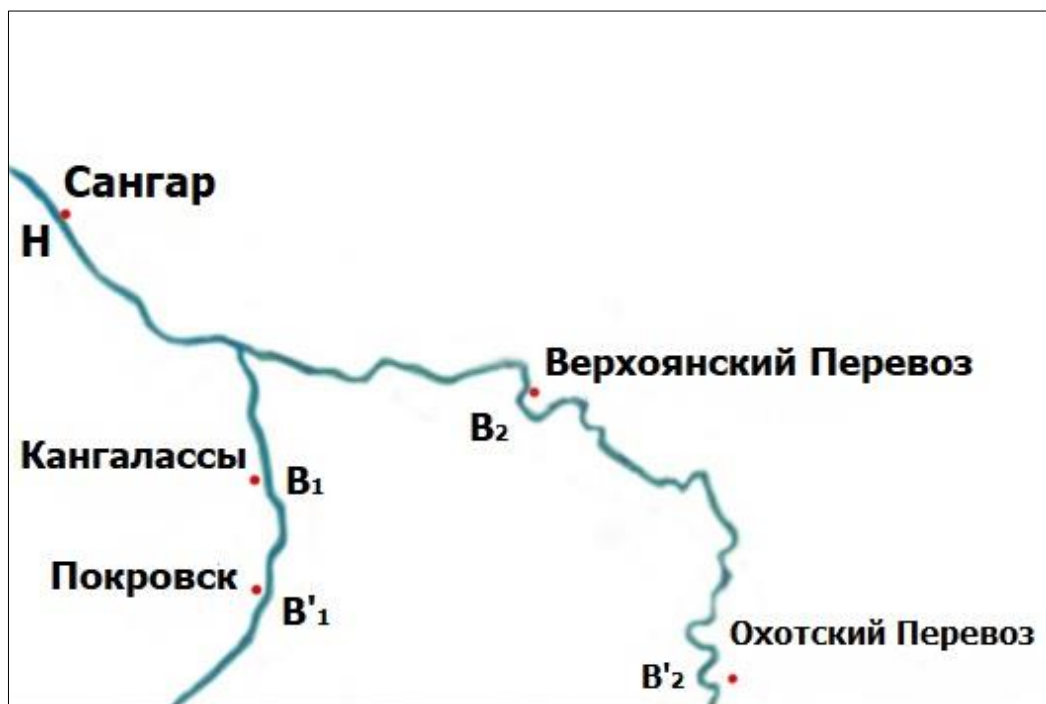 Сангар
Н
Верхоянский Перевоз
В₂
Кангалассы
В₁
Покровск
В'₁
Охотский Перевоз
В'₂